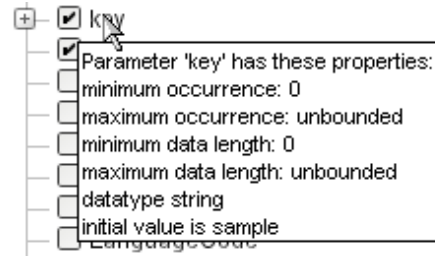 key
Parameter 'key' has these properties:
minimum occurrence: 0
maximum occurrence: unbounded
minimum data length: 0
maximum data length: unbounded
datatype string
initial value is sample
LanguageCode